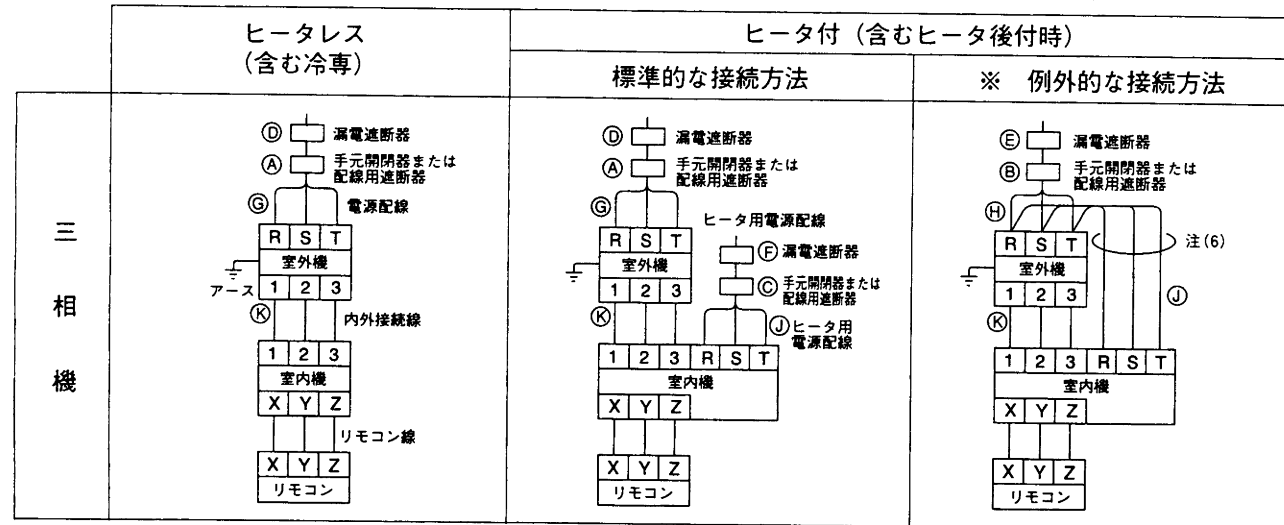 ヒータレス
(含む冷専)
ヒータ付（含むヒータ後付時）
標準的な接続方法
※ 例外的な接続方法
三相機
Ⓓ 漏電遮断器
Ⓐ 手元開閉器または
配線用遮断器
Ⓖ 電源配線
R S T
室外機
アース
1 2 3
Ⓚ 内外接続線
1 2 3
室内機
X Y Z
リモコン線
X Y Z
リモコン
Ⓓ 漏電遮断器
Ⓐ 手元開閉器または
配線用遮断器
Ⓖ
ヒータ用電源配線
R S T
室外機
Ⓕ 漏電遮断器
1 2 3
Ⓒ 手元開閉器または
配線用遮断器
Ⓚ
Ⓙ ヒータ用
電源配線
1 2 3 R S T
室内機
X Y Z
X Y Z
リモコン
Ⓔ 漏電遮断器
Ⓑ 手元開閉器または
配線用遮断器
Ⓗ
R S T
注(6)
室外機
1 2 3
Ⓙ
Ⓚ
1 2 3 R S T
室内機
X Y Z
X Y Z
リモコン